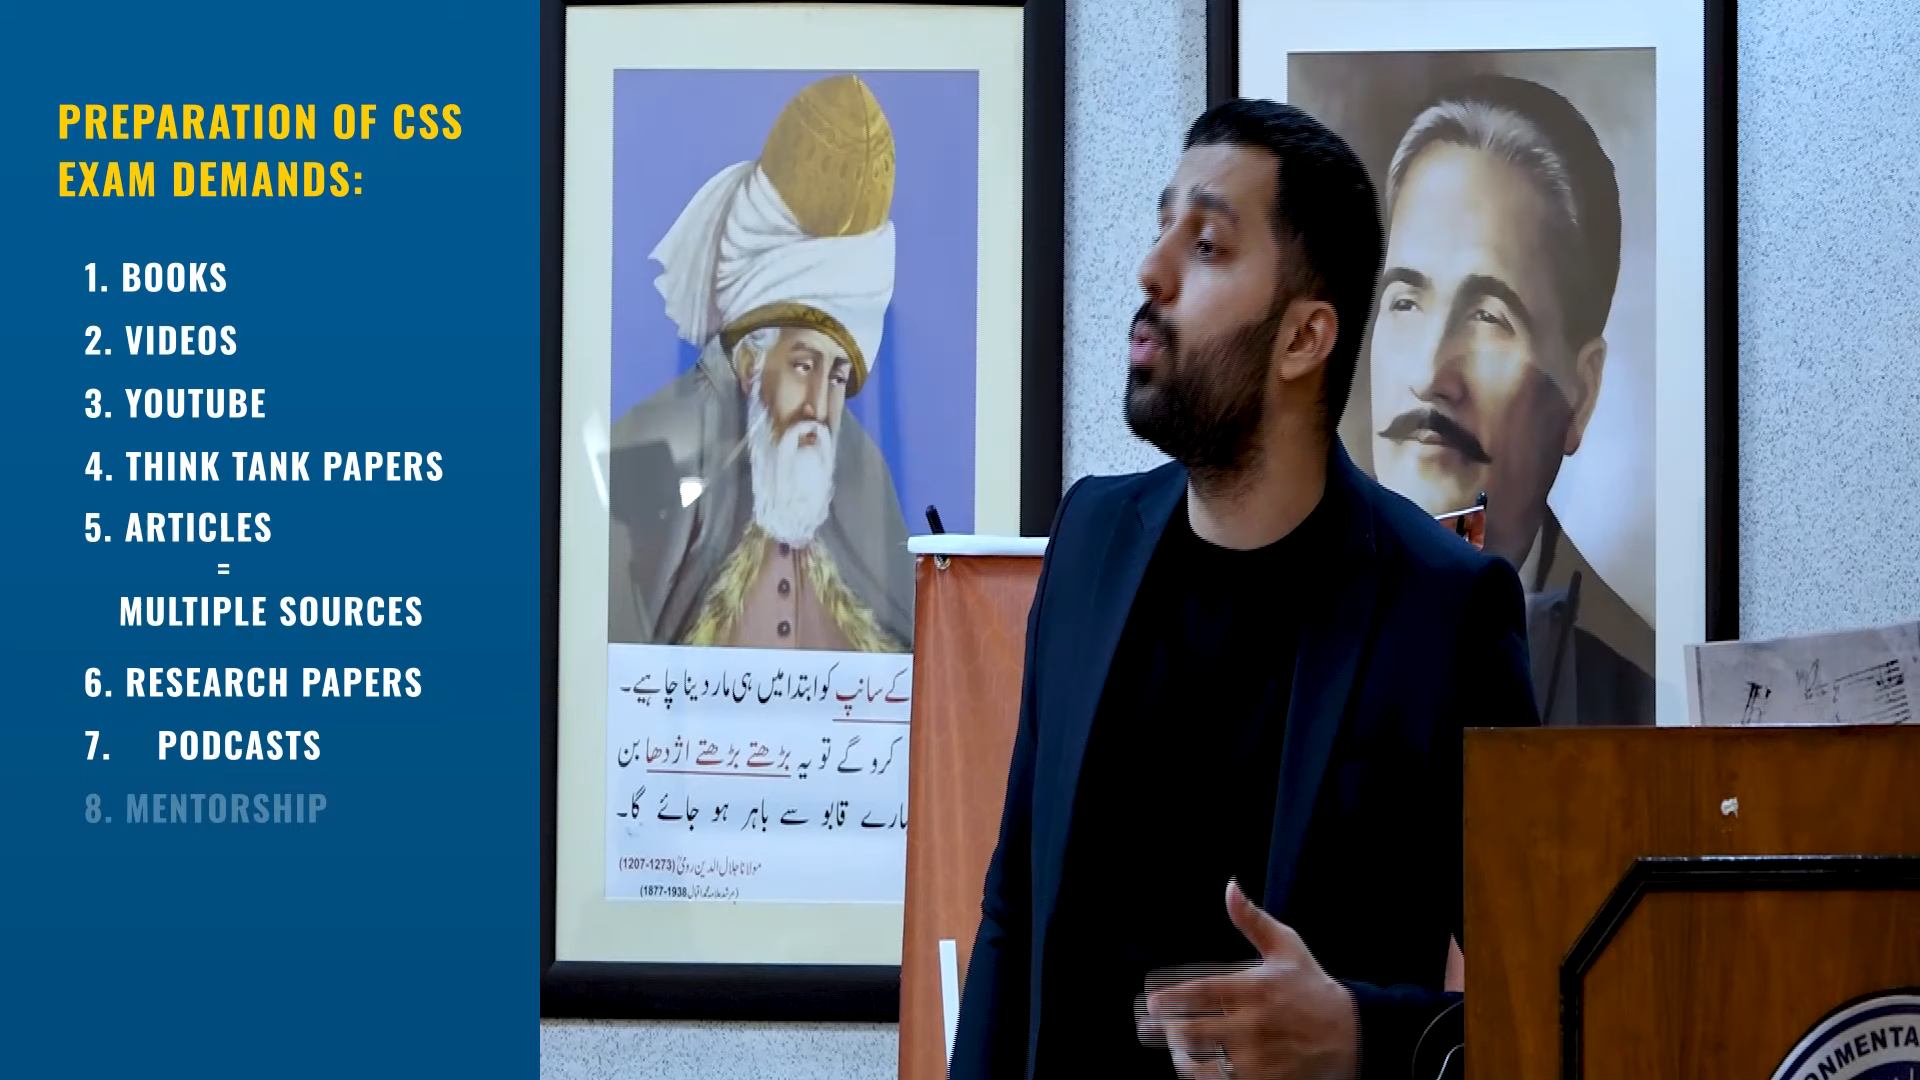 PREPARATION OF CSS
EXAM DEMANDS:
1. BOOKS
2. VIDEOS
3. YOUTUBE
4. THINK TANK PAPERS
5. ARTICLES
=
MULTIPLE SOURCES
6. RESEARCH PAPERS
7. PODCASTS
8. MENTORSHIP
کے سانپ کو ابتدا میں ہی مار دینا چاہیے۔
کرو گے تو یہ بڑھتے بڑھتے اژدھا بن
قابو سے باہر ہو جائے گا۔
مولانا جلال الدین رومیؒ (1207-1273)
(1877-1938
ONMENTA